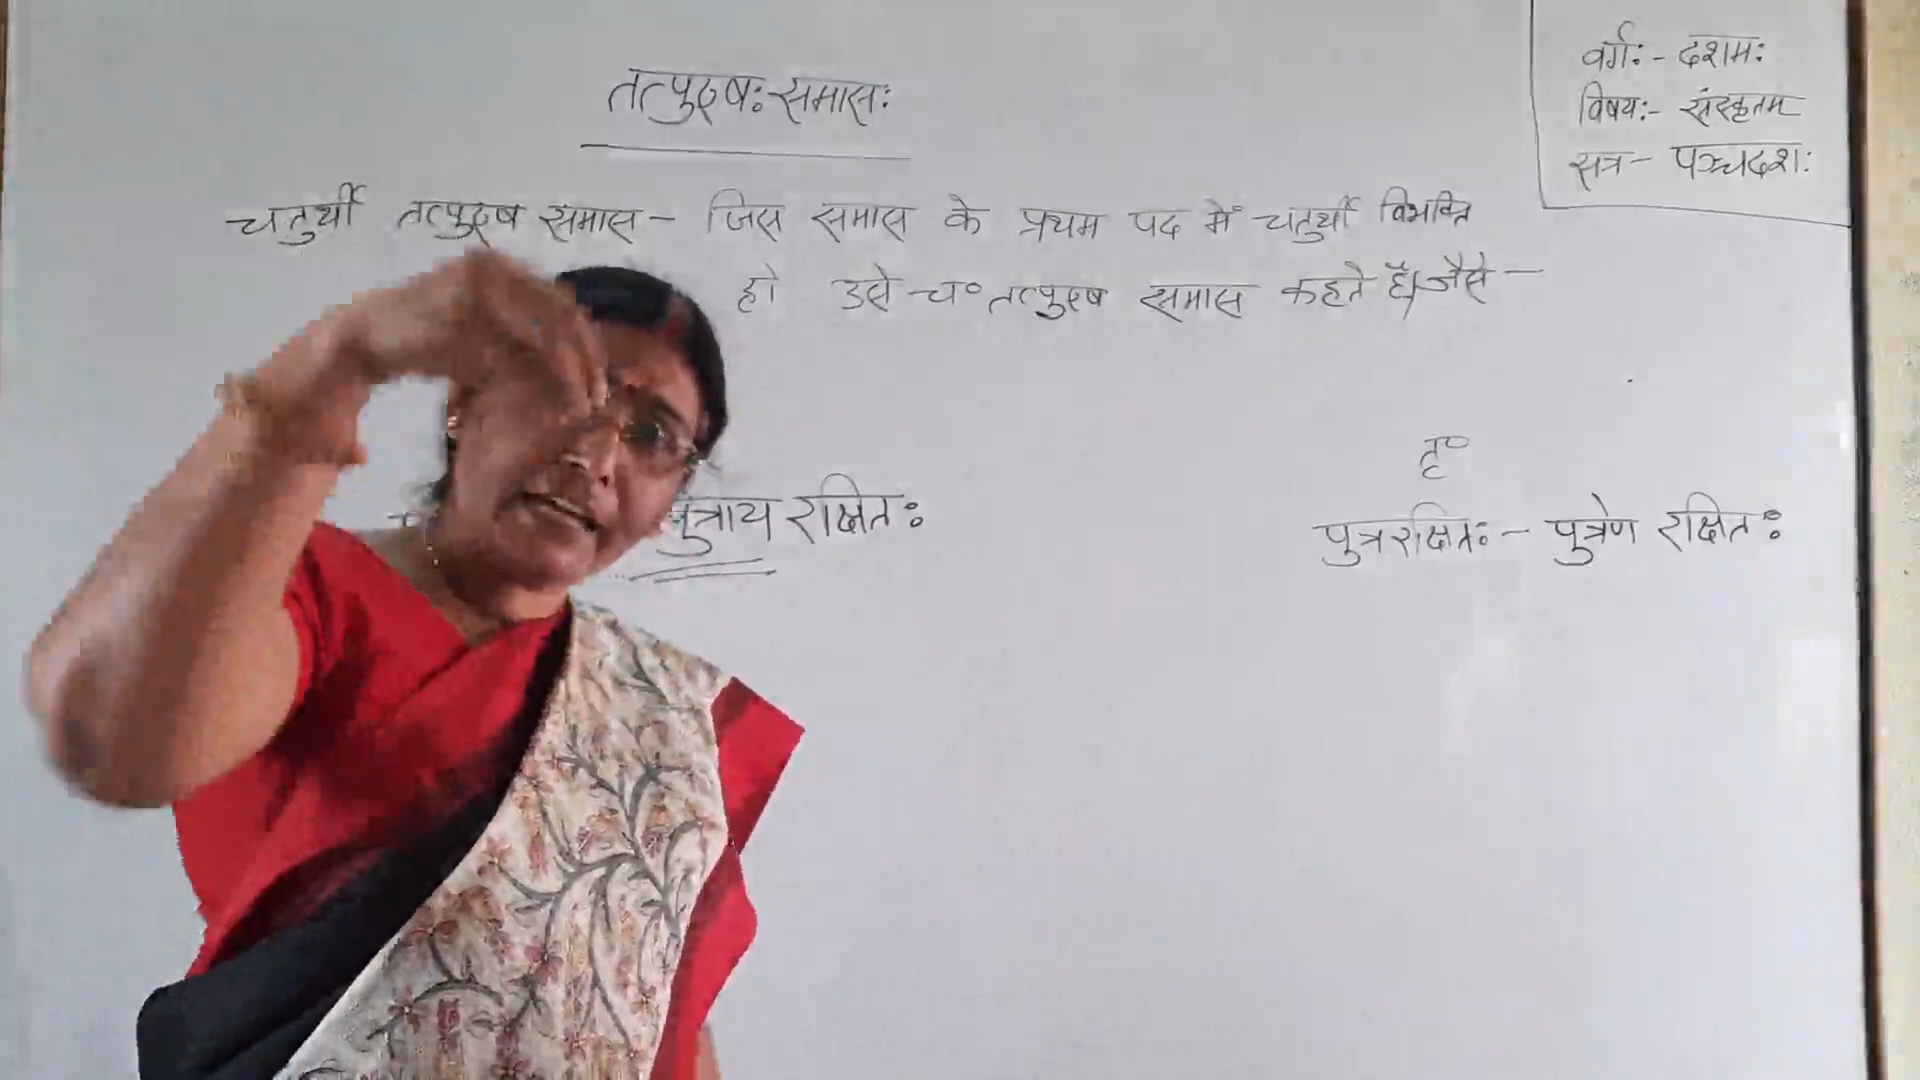 वर्ग: - दशम:
विषय:- संस्कृतम
सत्र - पञ्चदश:
तत्पुरुष: समास:
चतुर्थी तत्पुरुष समास - जिस समास के प्रथम पद में चतुर्थी विभक्ति
हो उसे च० तत्पुरुष समास कहते हैं। जैसे -
तृ०
पुत्राय रक्षित:
पुत्ररक्षित: - पुत्रेण रक्षित: